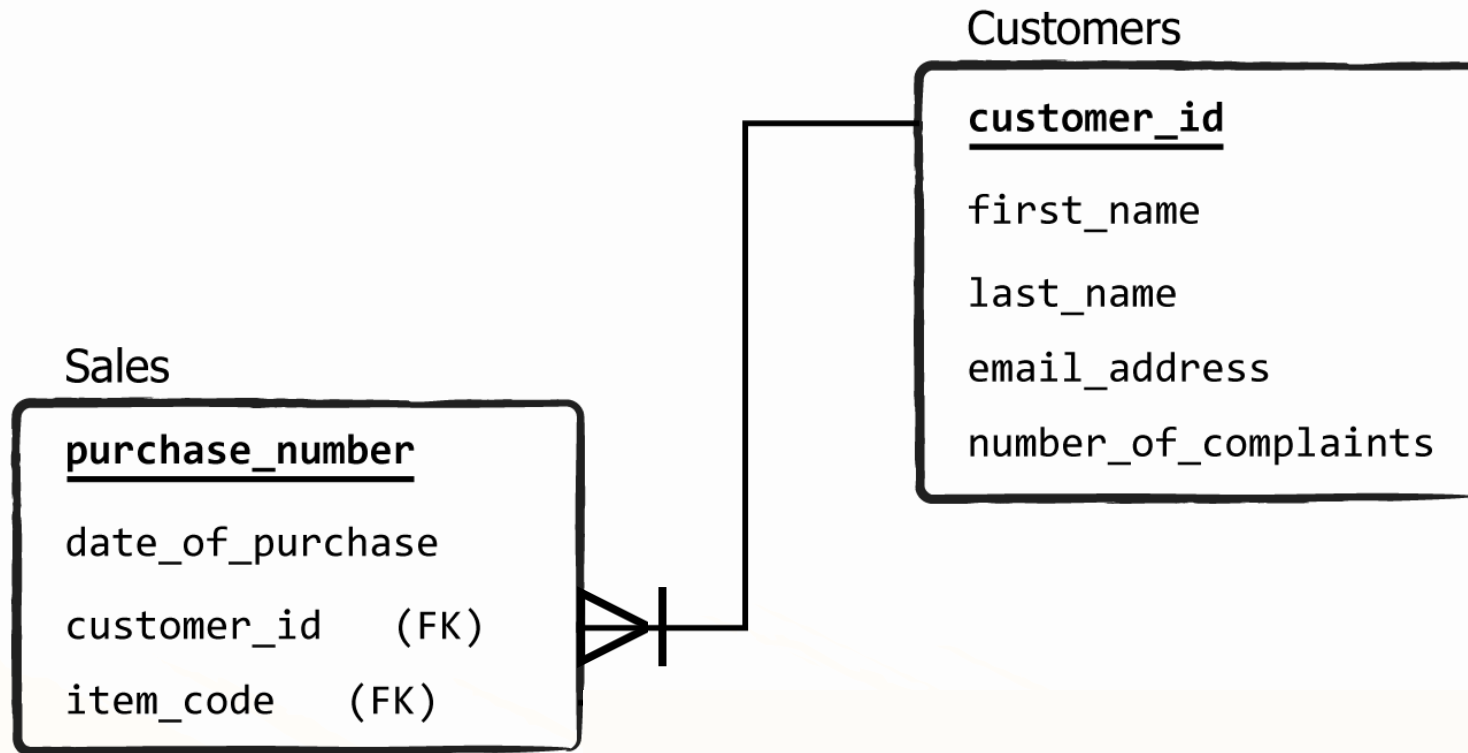 Customers
customer_id
first_name
last_name
email_address
number_of_complaints
Sales
purchase_number
date_of_purchase
customer_id (FK)
item_code (FK)